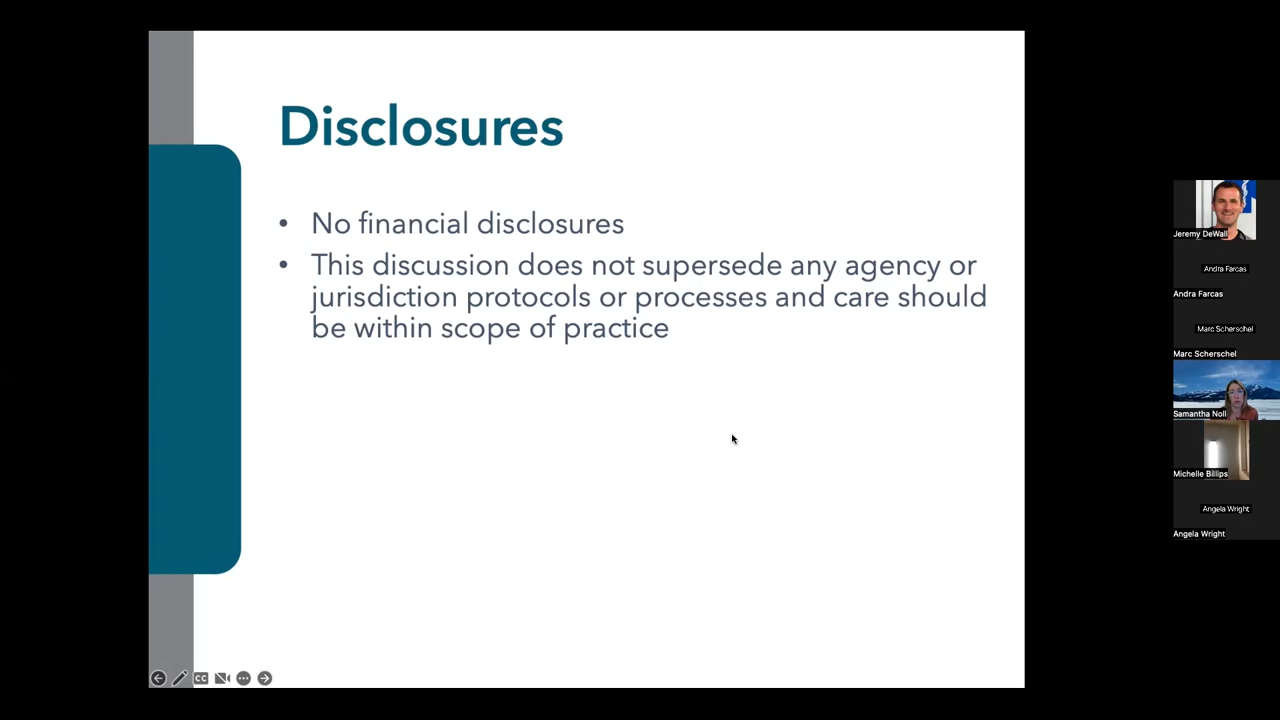 Disclosures
• No financial disclosures
• This discussion does not supersede any agency or
jurisdiction protocols or processes and care should
be within scope of practice
CC
Jeremy DeWall
Andra Farcas
Andra Farcas
Marc Scherschel
Marc Scherschel
Samantha Noll
Michelle Billips
Angela Wright
Angela Wright